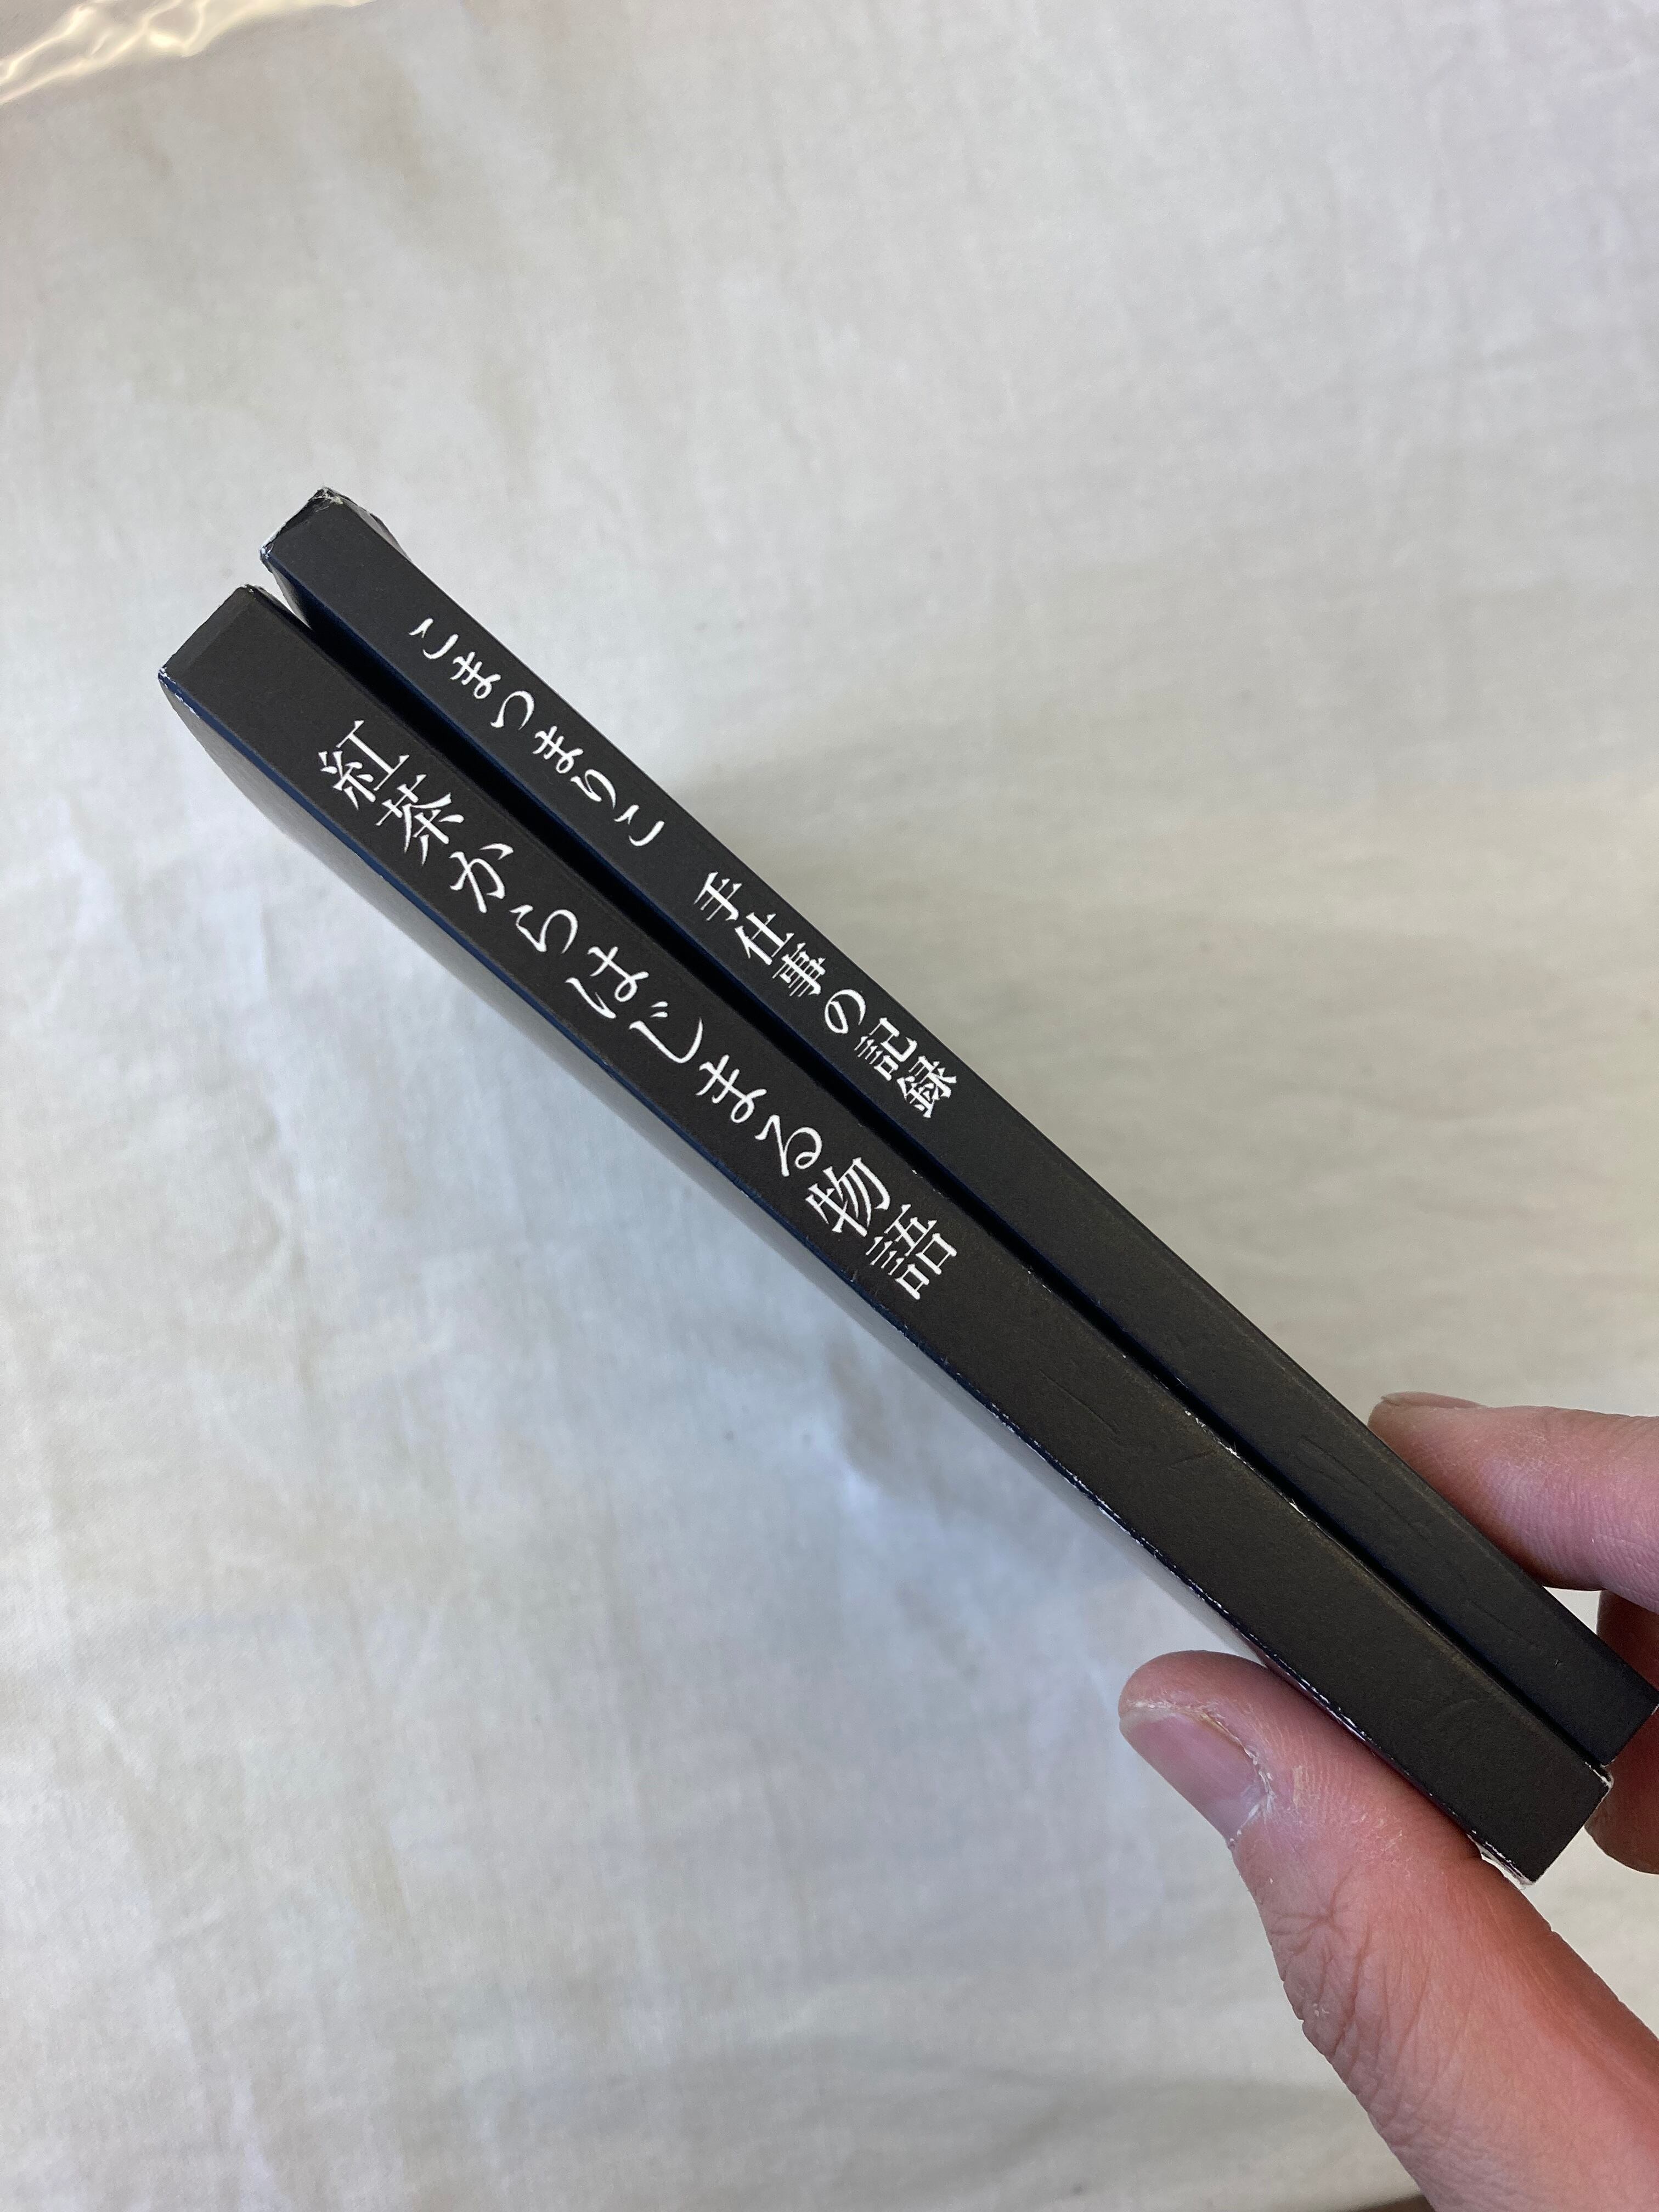 こまつまりこ 手仕事の記録
紅茶からはじまる物語